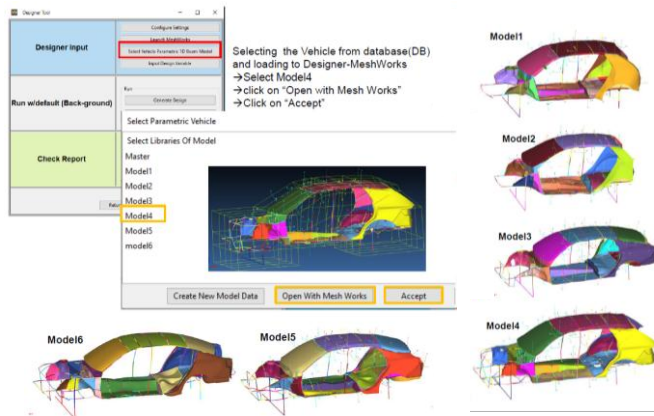 Designer Tool
Configure Settings
Launch MeshWorks
Designer Input
Select Vehicle Parametric 1D Beam Model
Input Design Variable
Run
Run w/default (Back-ground)
Generate Design
Check Report
Selecting the Vehicle from database(DB)
and loading to Designer-MeshWorks
→Select Model4
→click on “Open with Mesh Works”
→Click on “Accept”
Select Parametric Vehicle
Select Libraries Of Model
Master
Model1
Model2
Model3
Model4
Model5
model6
Create New Model Data
Open With Mesh Works
Accept
Model1
Model2
Model3
Model4
Model6
Model5